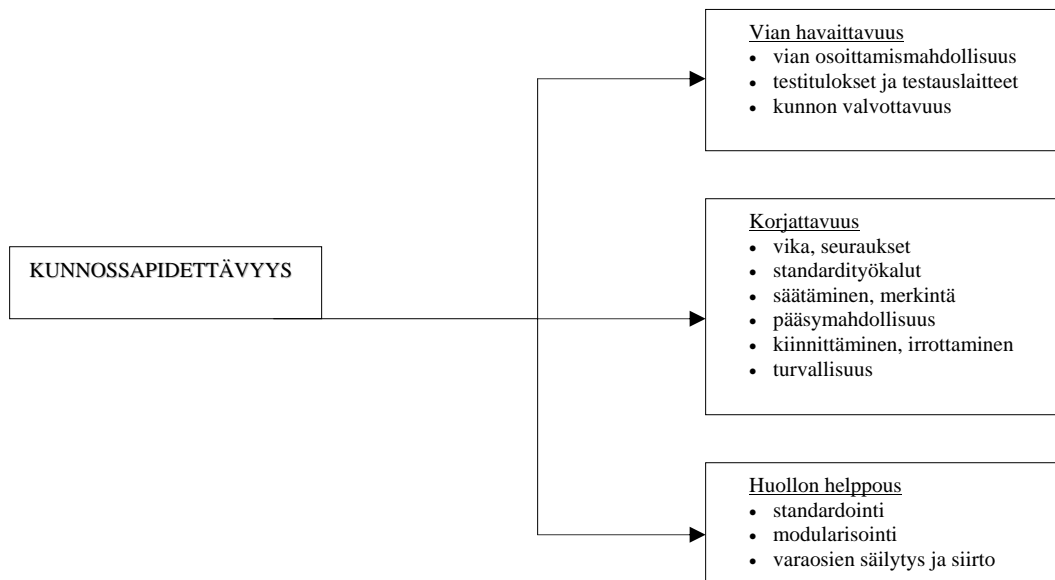 Vian havaittavuus
• vian osoittamismahdollisuus
• testitulokset ja testauslaitteet
• kunnon valvottavuus
KUNNOSSAPIDETTÄVYYS
Korjattavuus
• vika, seuraukset
• standardityökalut
• säätäminen, merkintä
• pääsymahdollisuus
• kiinnittäminen, irrottaminen
• turvallisuus
Huollon helppous
• standardointi
• modularisointi
• varaosien säilytys ja siirto